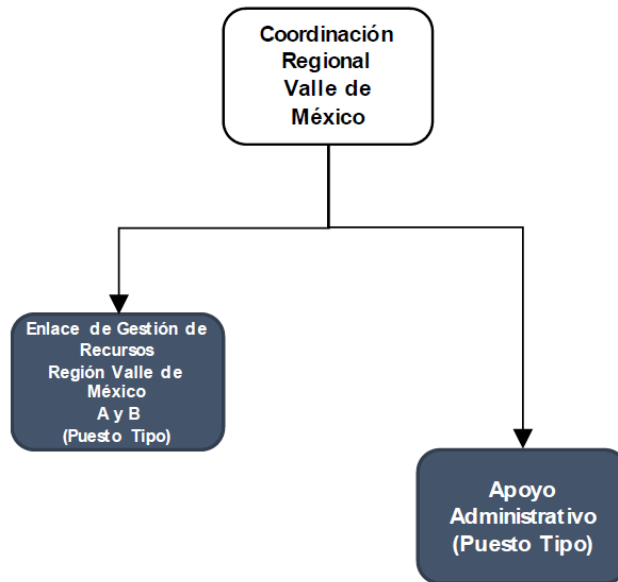 Coordinación
Regional
Valle de
México
Enlace de Gestión de
Recursos
Región Valle de
México
A y B
(Puesto Tipo)
Apoyo
Administrativo
(Puesto Tipo)